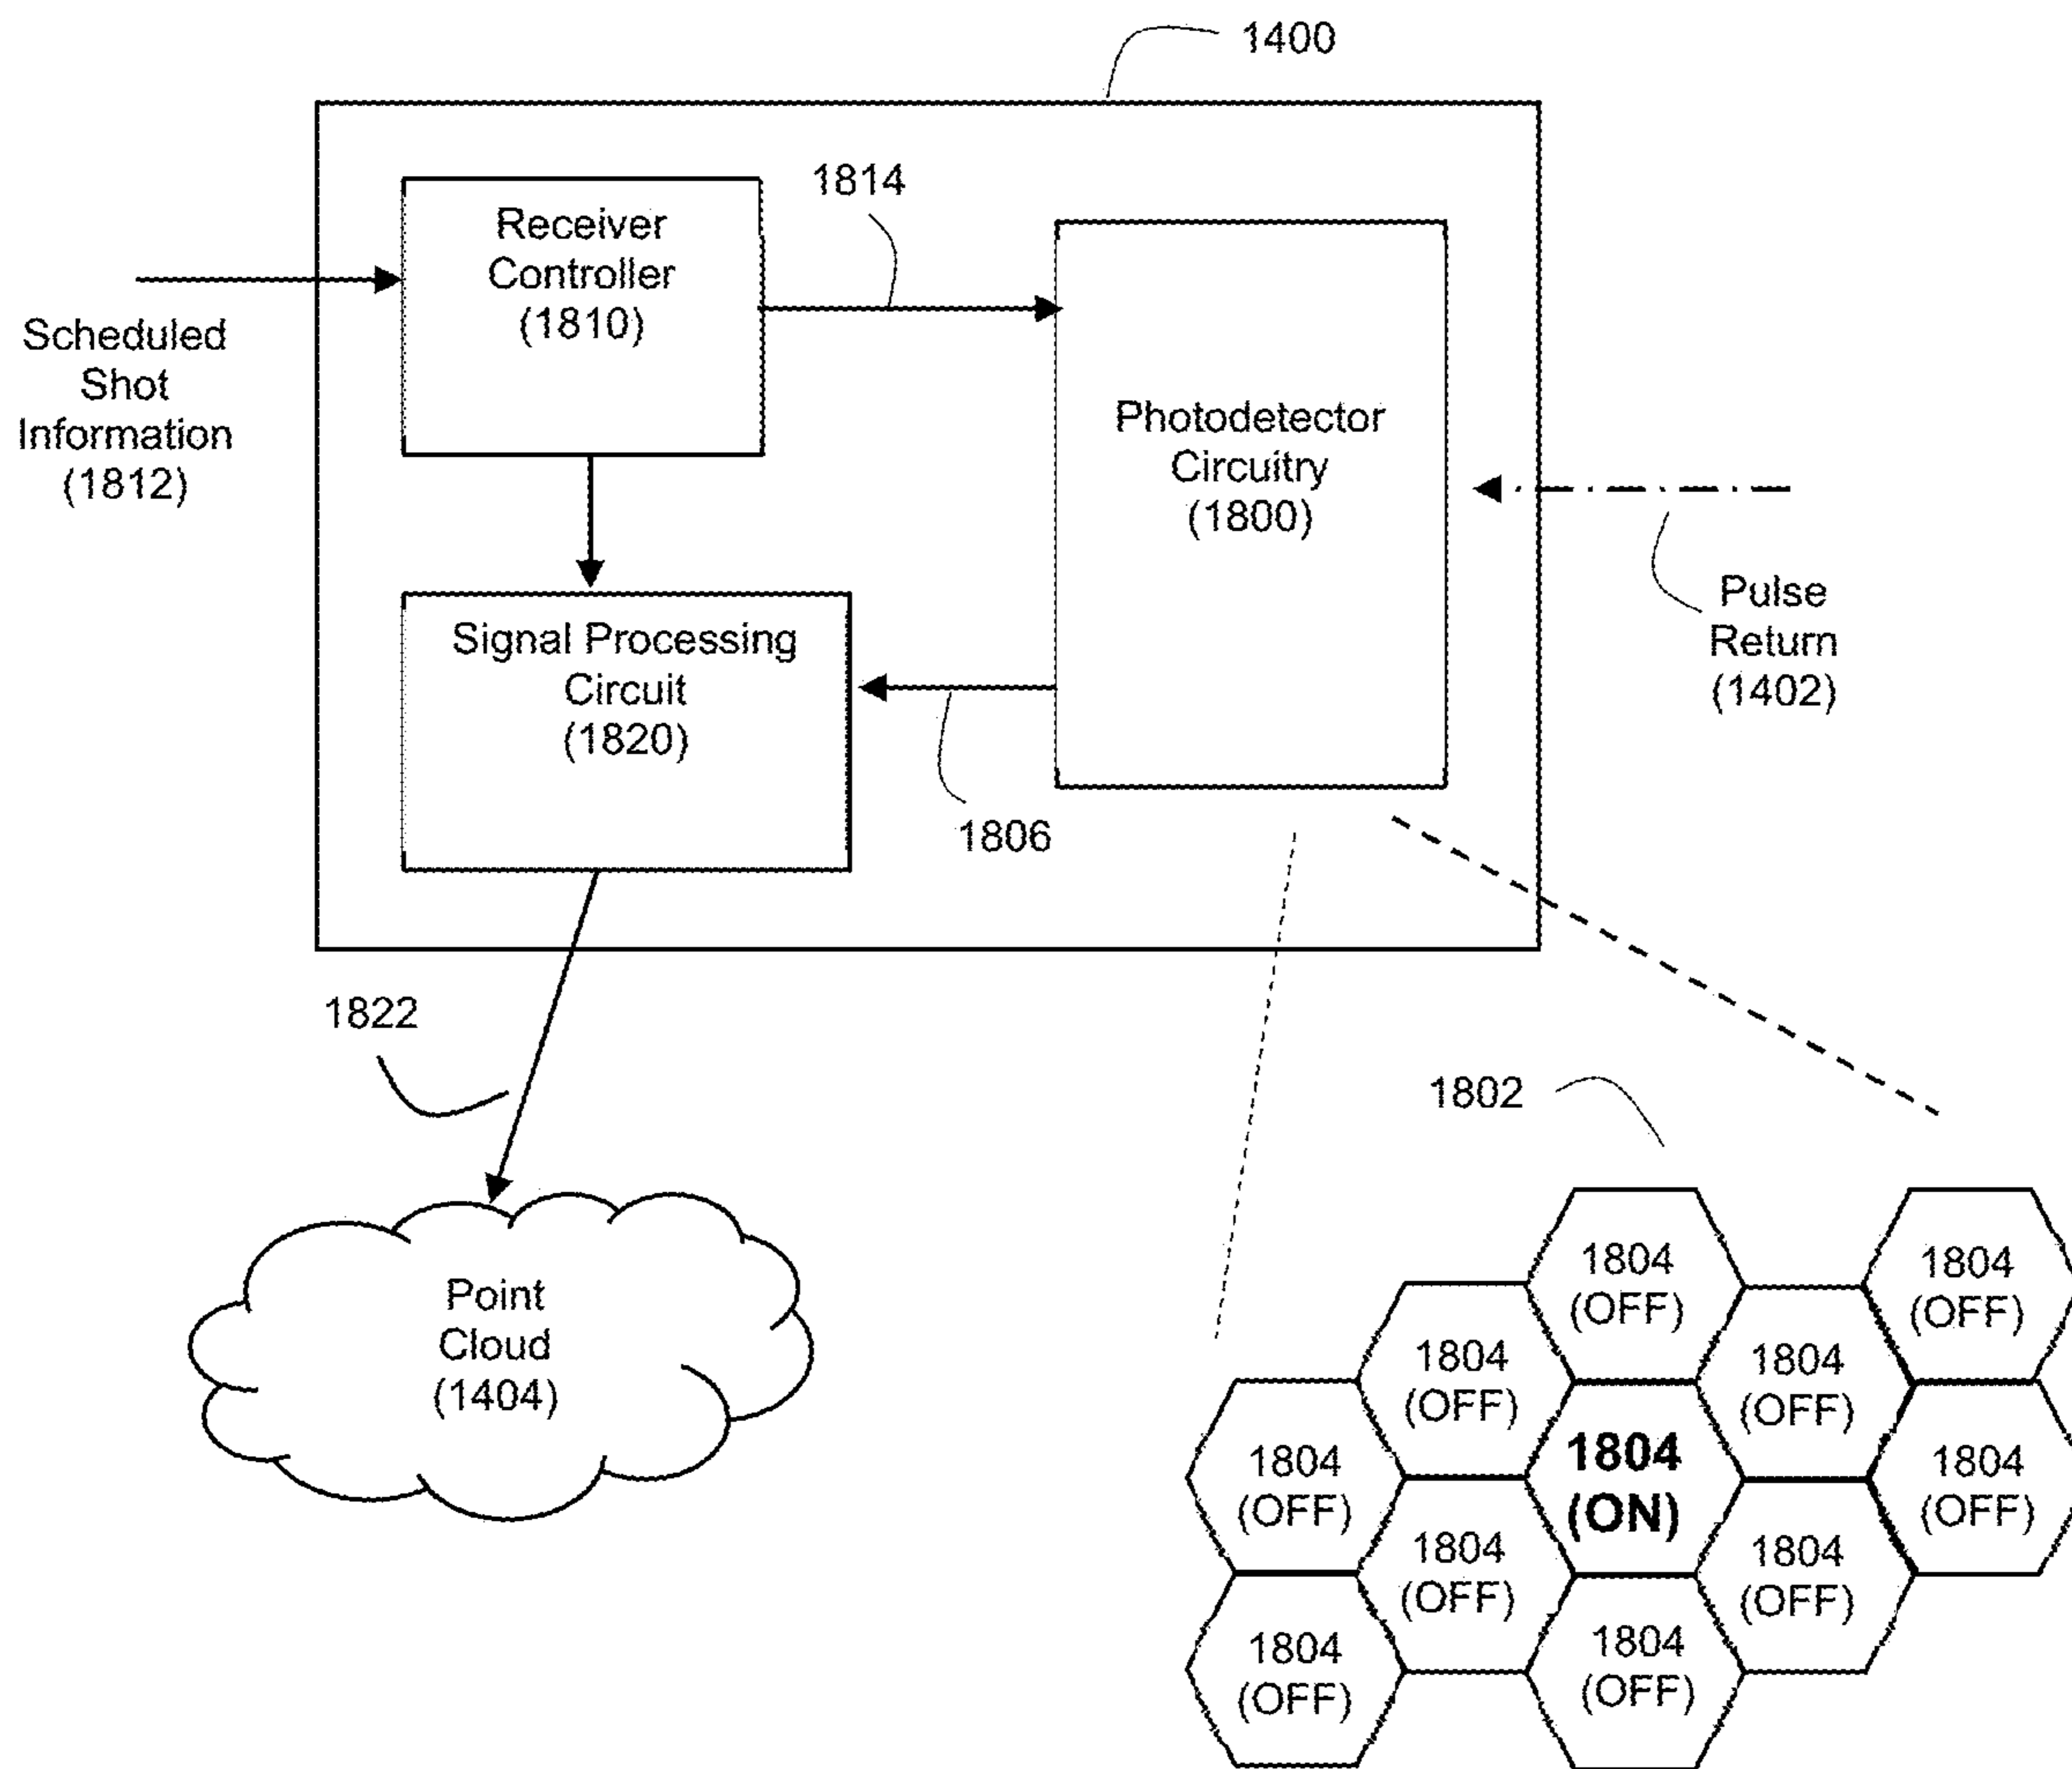 1400
Receiver
Controller
(1810)
1814
Scheduled
Shot
Information
(1812)
Photodetector
Circuitry
(1800)
Pulse
Return
(1402)
Signal Processing
Circuit
(1820)
1806
1822
1802
Point
Cloud
(1404)
1804
(OFF)
1804
(OFF)
1804
(OFF)
1804
(OFF)
1804
(OFF)
1804
(ON)
1804
(OFF)
1804
(OFF)
1804
(OFF)
1804
(OFF)
1804
(OFF)